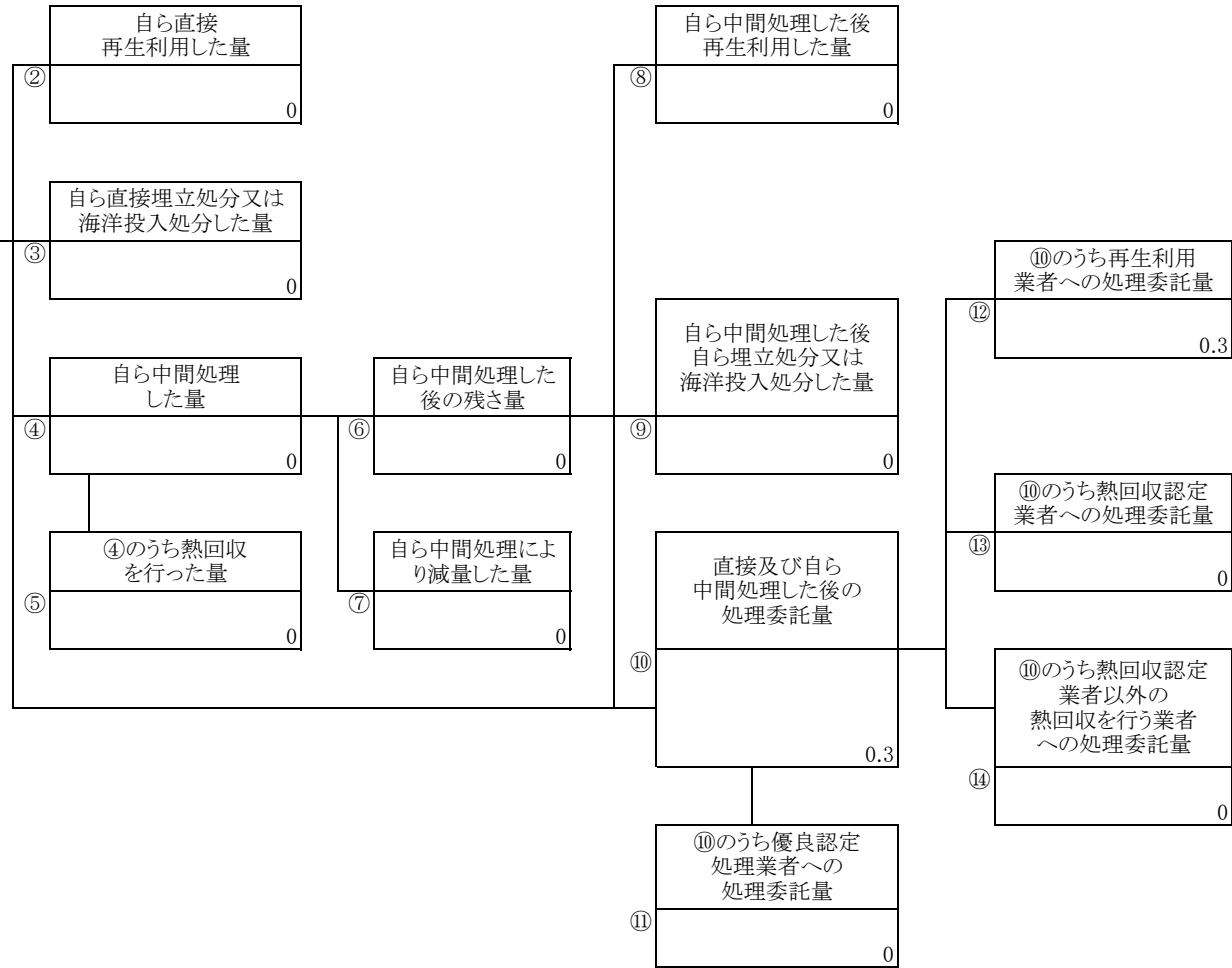 自ら直接
再生利用した量
②
0
自ら直接埋立処分又は
海洋投入処分した量
③
0
自ら中間処理
した量
④
0
④のうち熱回収
を行った量
⑤
0
自ら中間処理した
後の残さ量
⑥
0
自ら中間処理によ
り減量した量
⑦
0
自ら中間処理した後
再生利用した量
⑧
0
自ら中間処理した後
自ら埋立処分又は
海洋投入処分した量
⑨
0
直接及び自ら
中間処理した後の
処理委託量
⑩
0.3
⑩のうち優良認定
処理業者への
処理委託量
⑪
0
⑩のうち再生利用
業者への処理委託量
⑫
0.3
⑩のうち熱回収認定
業者への処理委託量
⑬
0
⑩のうち熱回収認定
業者以外の
熱回収を行う業者
への処理委託量
⑭
0